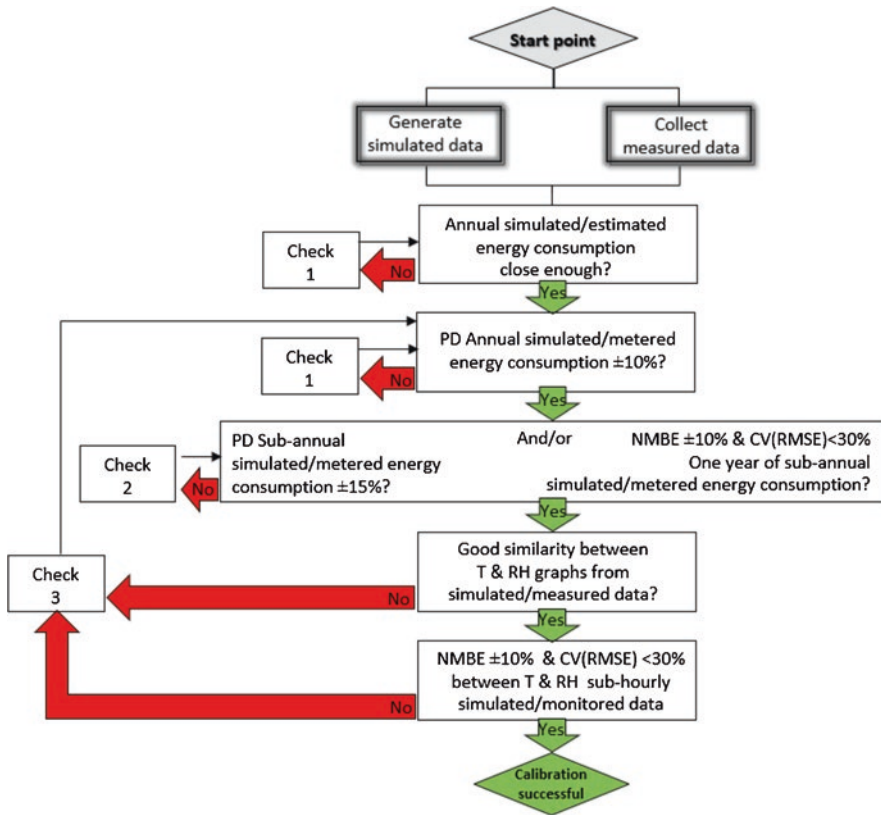 Start point
Generate
simulated data
Collect
measured data
Annual simulated/estimated
energy consumption
close enough?
Check
1
No
Yes
PD Annual simulated/metered
energy consumption ±10%?
Check
1
No
Yes
PD Sub-annual
simulated/metered energy
consumption ±15%?
And/or
NMBE ±10% & CV(RMSE)<30%
One year of sub-annual
simulated/metered energy consumption?
Check
2
No
Yes
Good similarity between
T & RH graphs from
simulated/measured data?
Check
3
No
Yes
NMBE ±10% & CV(RMSE) <30%
between T & RH sub-hourly
simulated/monitored data
No
Yes
Calibration
successful